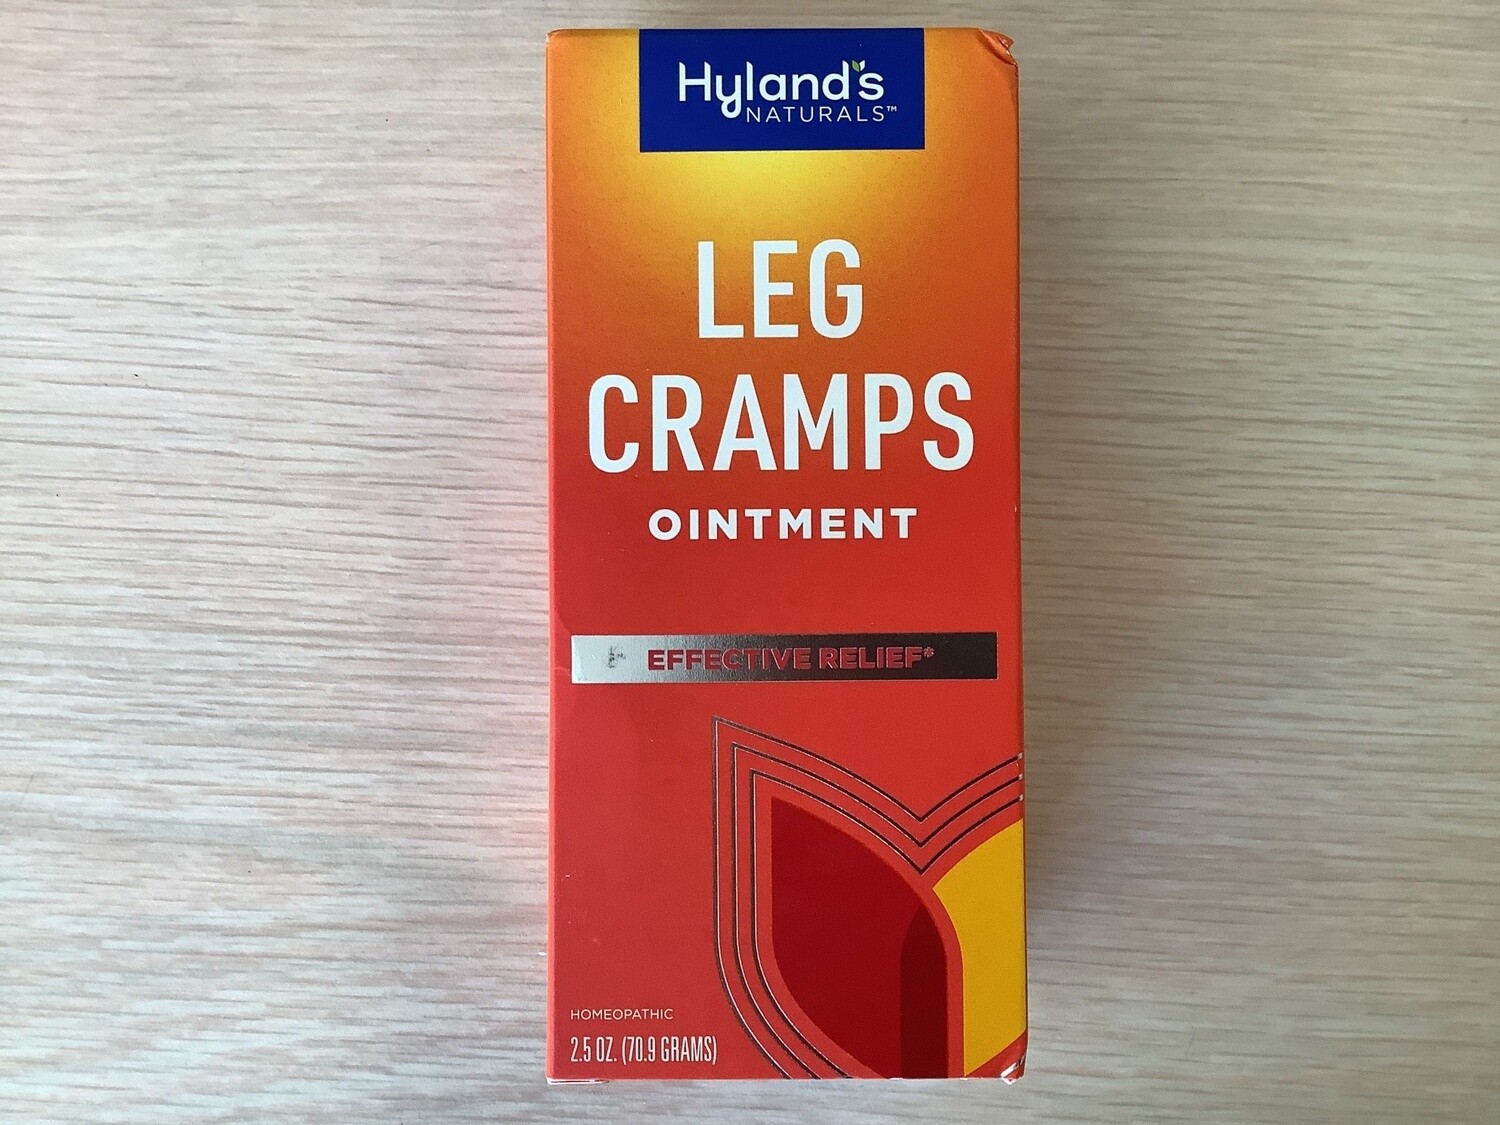 Hyland's
NATURALS™
LEG
CRAMPS
OINTMENT
EFFECTIVE RELIEF*
HOMEOPATHIC
2.5 OZ. (70.9 GRAMS)